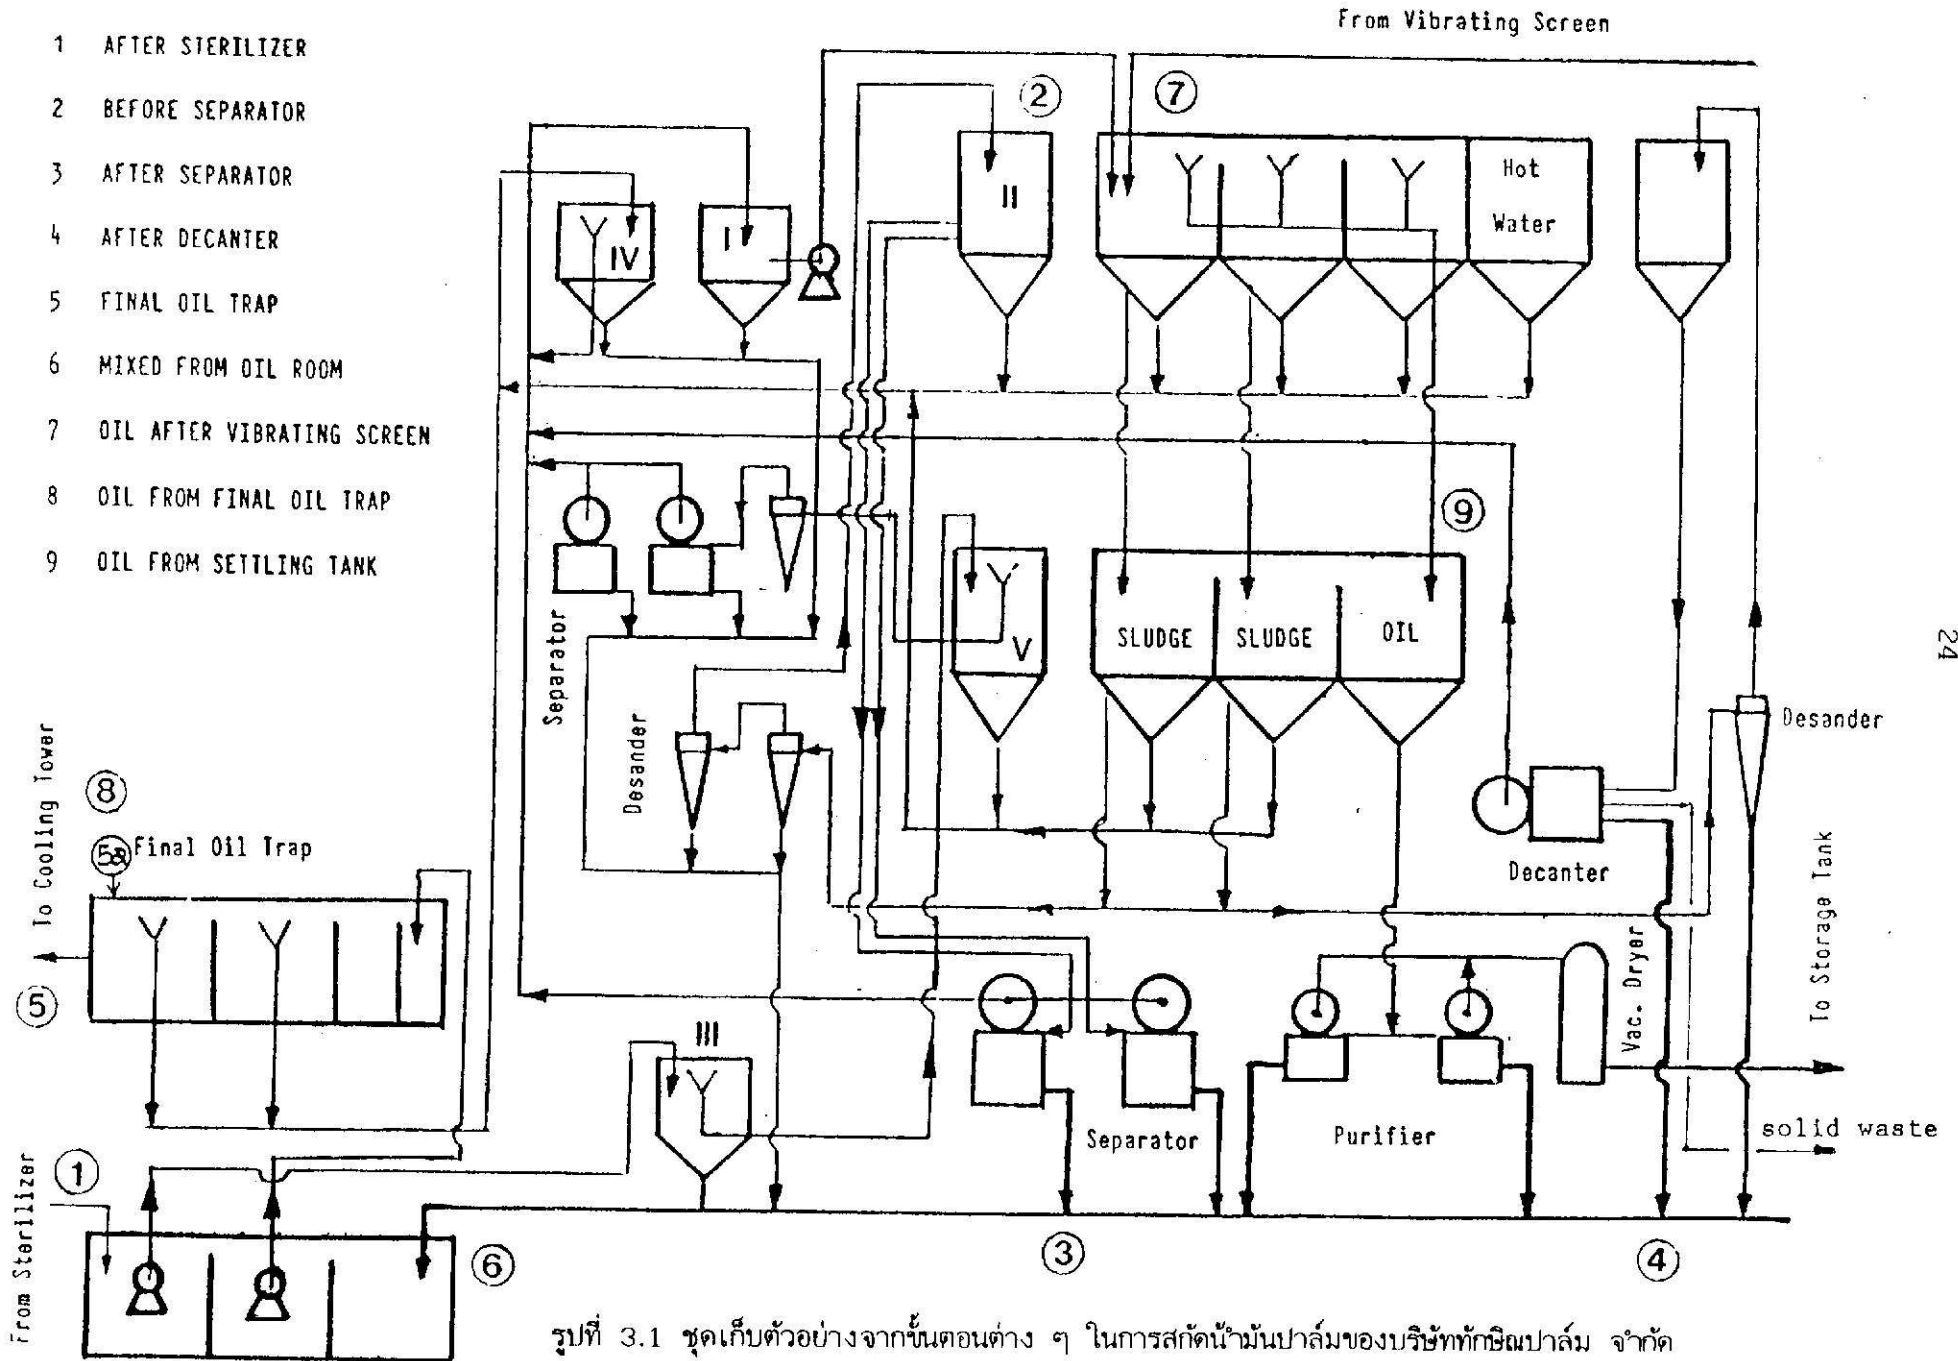 From Vibrating Screen
1 AFTER STERILIZER
2 BEFORE SEPARATOR
3 AFTER SEPARATOR
4 AFTER DECANTER
5 FINAL OIL TRAP
6 MIXED FROM OIL ROOM
7 OIL AFTER VIBRATING SCREEN
8 OIL FROM FINAL OIL TRAP
9 OIL FROM SETTLING TANK
2
7
II
Hot
Water
IV
I
9
Separator
V
SLUDGE
SLUDGE
OIL
24
Desander
Desander
Decanter
To Cooling Tower
8
5a
Final Oil Trap
5
To Storage Tank
Vac. Dryer
III
Separator
Purifier
solid waste
From Sterilizer
1
6
3
4
รูปที่ 3.1 ชุดเก็บตัวอย่างจากขั้นตอนต่าง ๆ ในการสกัดน้ำมันปาล์มของบริษัททักษิณปาล์ม จำกัด